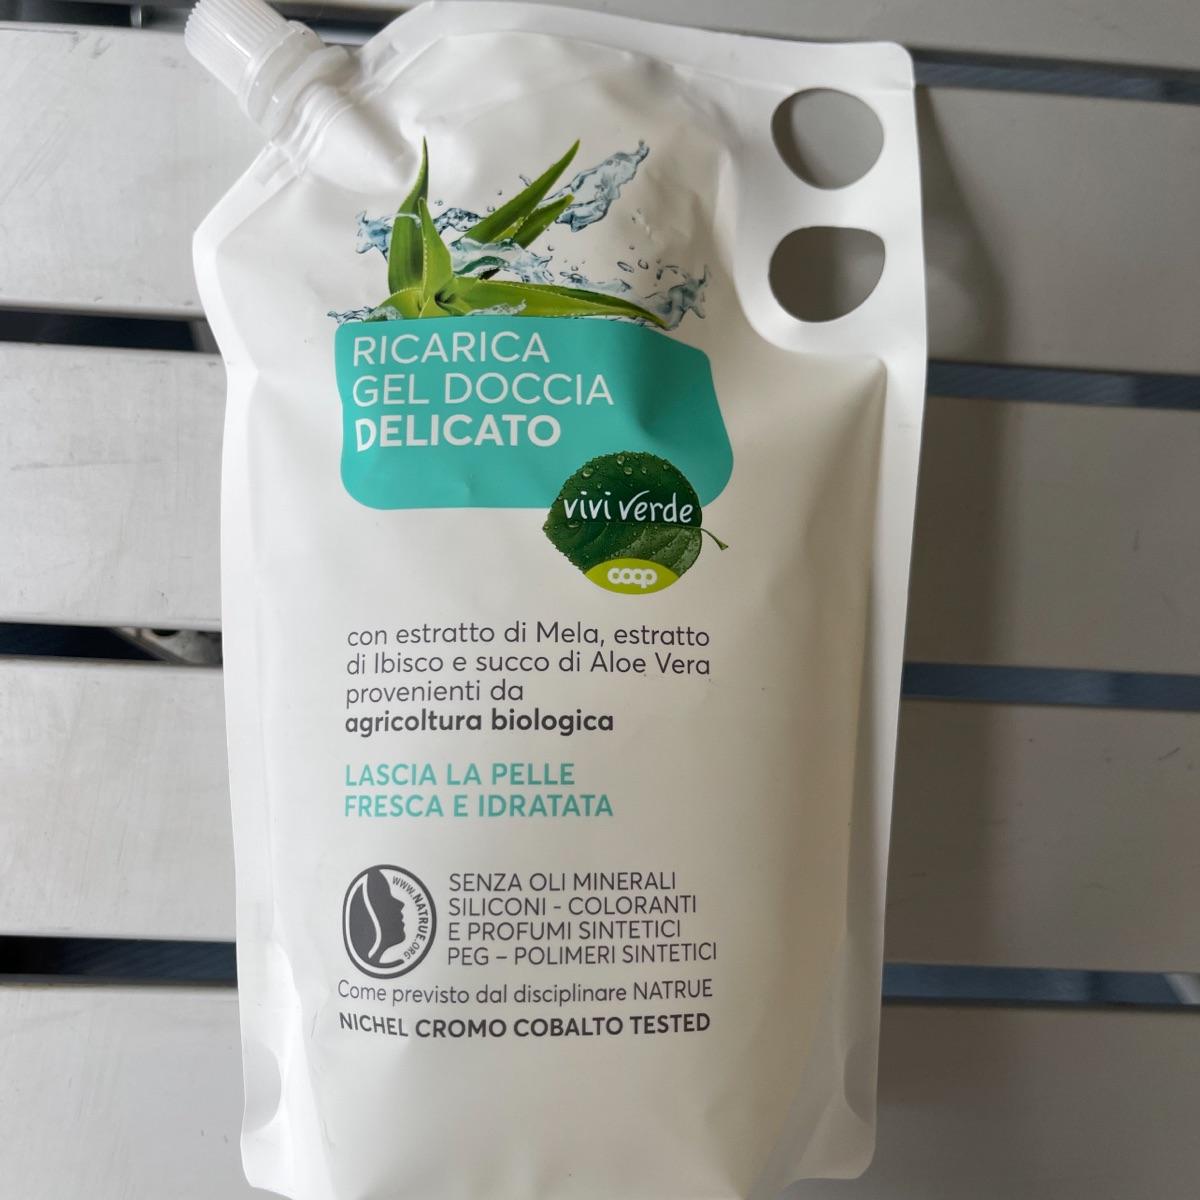 RICARICA
GEL DOCCIA
DELICATO
vivi verde
coop
con estratto di Mela, estratto
di Ibisco e succo di Aloe Vera
provenienti da
agricoltura biologica
LASCIA LA PELLE
FRESCA E IDRATATA
WWW.NATRUE.ORG
SENZA OLI MINERALI
SILICONI - COLORANTI
E PROFUMI SINTETICI
PEG – POLIMERI SINTETICI
Come previsto dal disciplinare NATRUE
NICHEL CROMO COBALTO TESTED